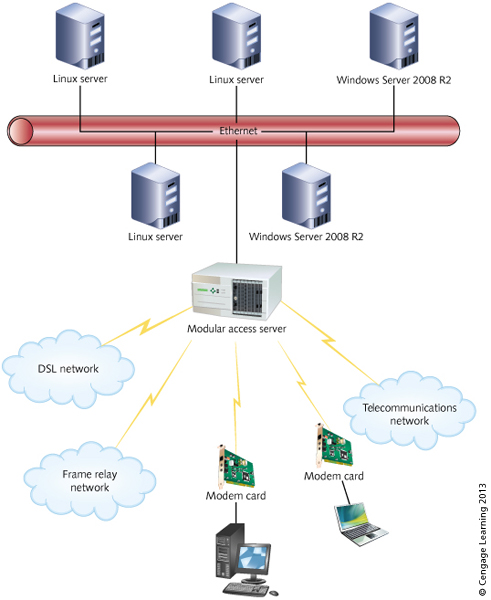 Linux server
Linux server
Windows Server 2008 R2
Ethernet
Linux server
Windows Server 2008 R2
Modular access server
DSL network
Telecommunications
network
Frame relay
network
Modem card
Modem card
© Cengage Learning 2013